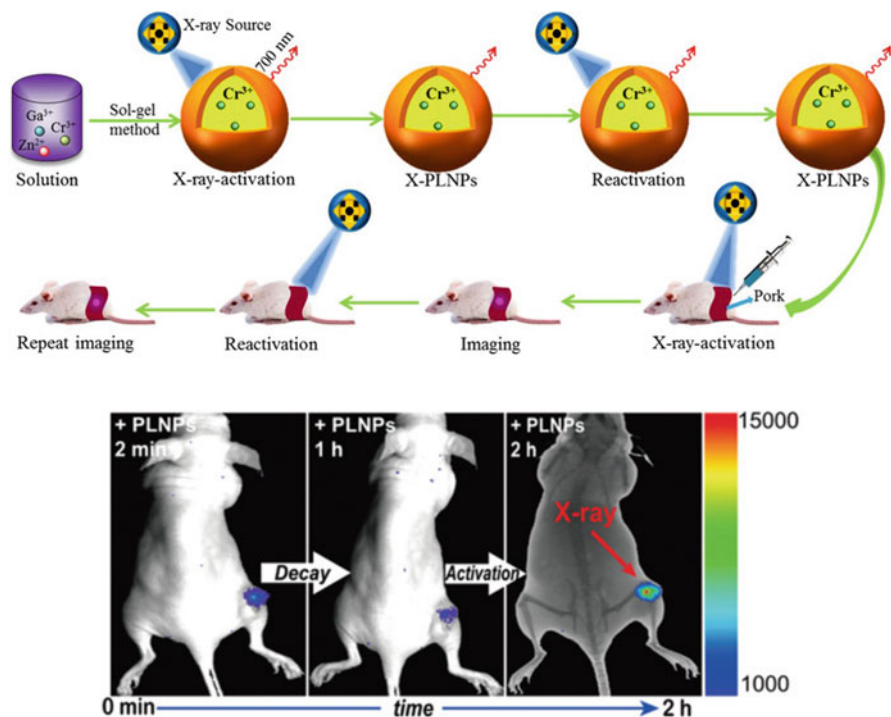 X-ray Source
700 nm
Ga³⁺
Cr³⁺
Zn²⁺
Solution
Sol-gel
method
Cr³⁺
X-ray-activation
Cr³⁺
X-PLNPs
Cr³⁺
Reactivation
Cr³⁺
X-PLNPs
Repeat imaging
Reactivation
Imaging
Pork
X-ray-activation
+ PLNPs
2 min
Decay
+ PLNPs
1 h
Activation
+ PLNPs
2 h
X-ray
15000
1000
0 min
time
2 h